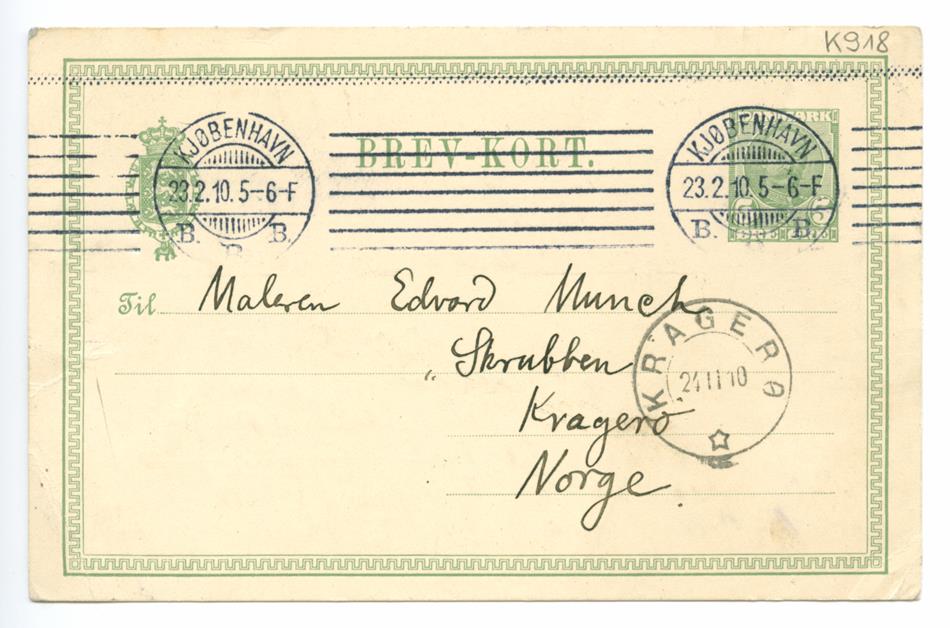 K918
BREV-KORT.
KJØBENHAVN
23.2.10.5-6-F
B. B. B.
KJØBENHAVN
23.2.10.5-6-F
B. B.
Til Maleren Edvard Munch
„Skrubben
Kragerø
Norge
KRAGERØ
24 II 10